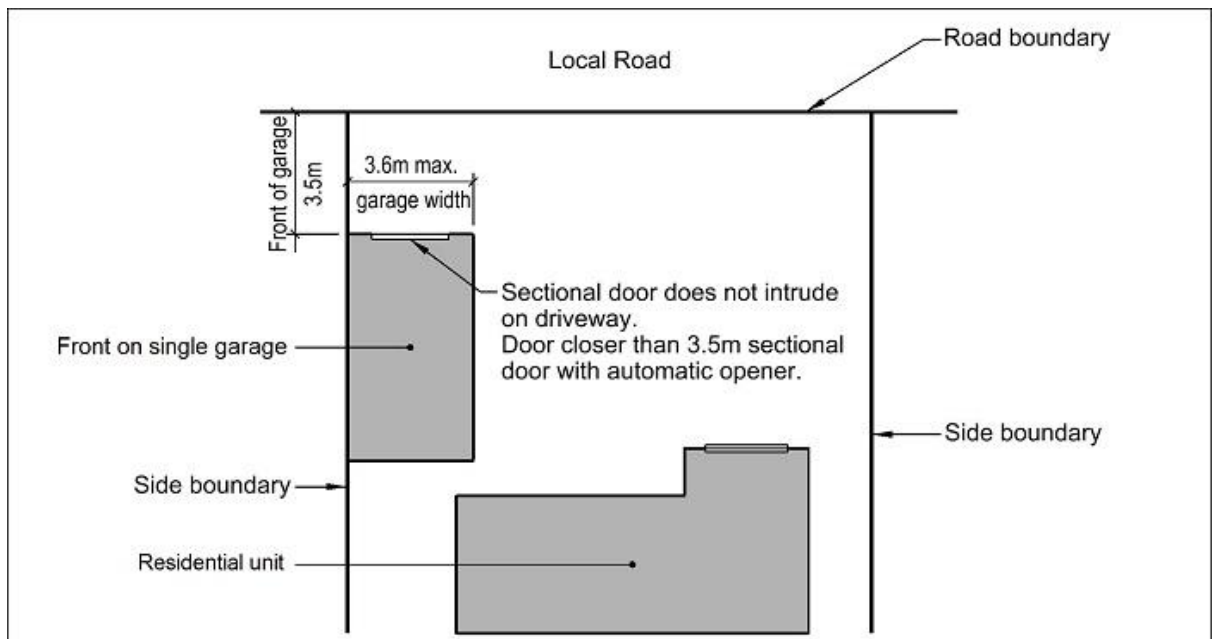 Local Road
Road boundary
Front of garage
3.5m
3.6m max.
garage width
Sectional door does not intrude
on driveway.
Door closer than 3.5m sectional
door with automatic opener.
Front on single garage
Side boundary
Side boundary
Residential unit